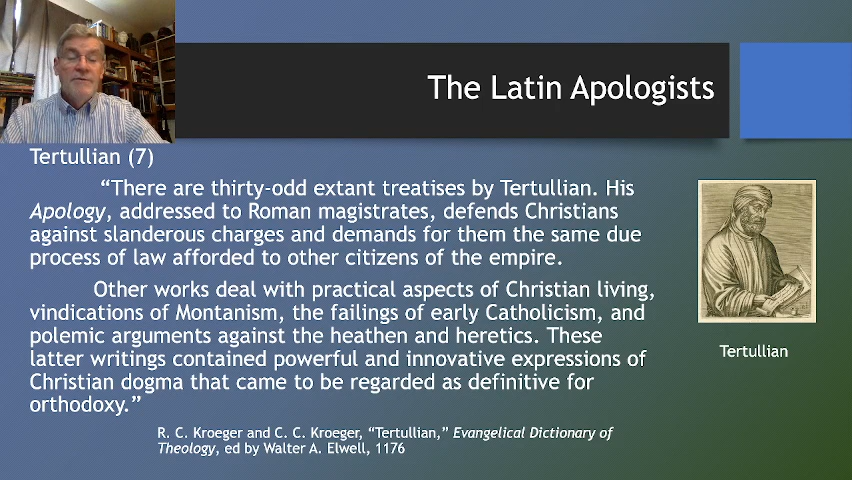 The Latin Apologists
Tertullian (7)
“There are thirty-odd extant treatises by Tertullian. His
Apology, addressed to Roman magistrates, defends Christians
against slanderous charges and demands for them the same due
process of law afforded to other citizens of the empire.
Other works deal with practical aspects of Christian living,
vindications of Montanism, the failings of early Catholicism, and
polemic arguments against the heathen and heretics. These
latter writings contained powerful and innovative expressions of
Christian dogma that came to be regarded as definitive for
orthodoxy.”
Tertullian
R. C. Kroeger and C. C. Kroeger, “Tertullian,” Evangelical Dictionary of
Theology, ed by Walter A. Elwell, 1176